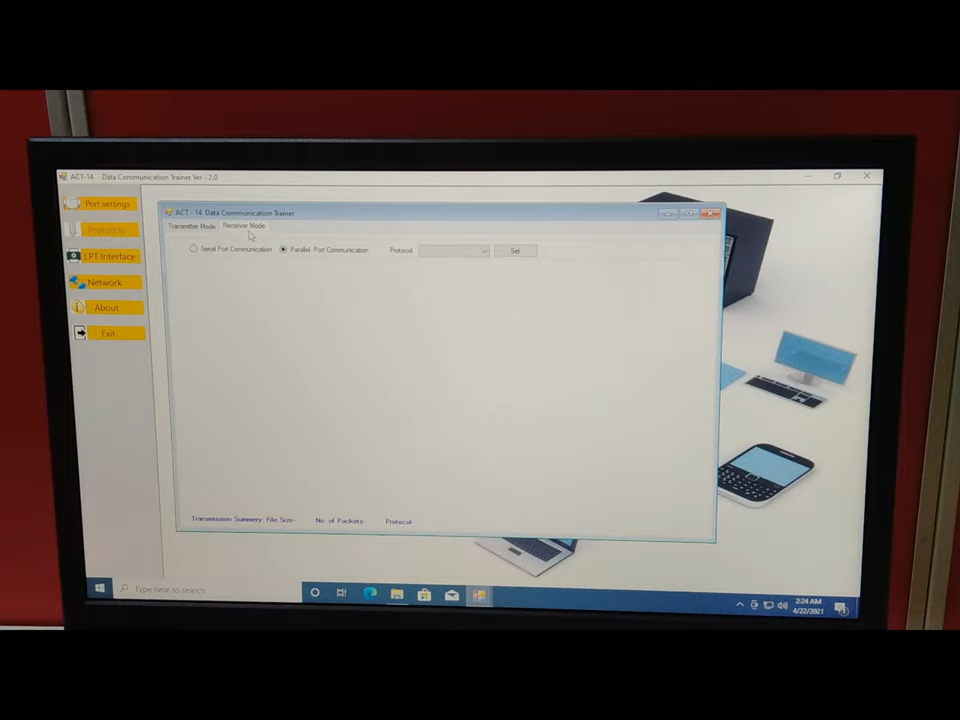 ACT-14 Data Communication Trainer Ver - 2.0
Port settings
Protocols
LPT Interface
Network
About
Exit
ACT - 14 Data Communication Trainer
Transmitter Mode Receiver Mode
Serial Port Communication Parallel Port Communication Protocol Set
Transmission Summery: File Size- No. of Packets- Protocol-
Type here to search
2:24 AM
4/22/2021